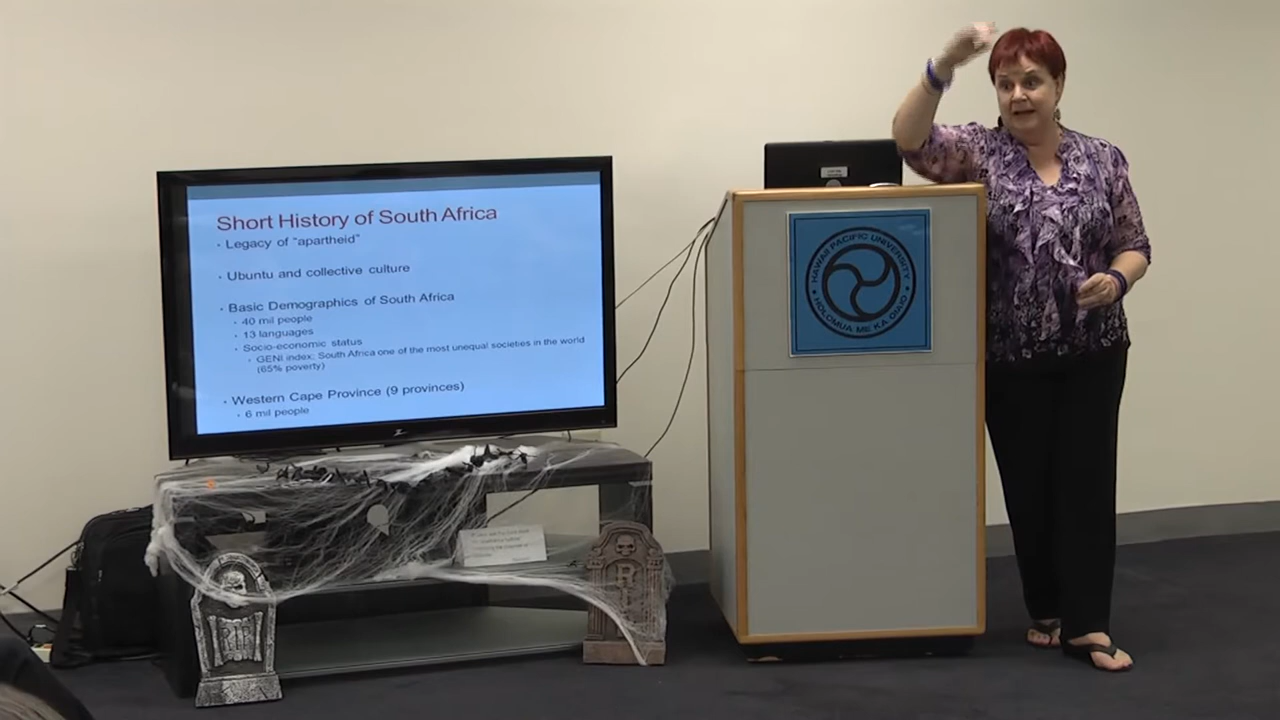 Short History of South Africa
• Legacy of "apartheid"
• Ubuntu and collective culture
• Basic Demographics of South Africa
• 40 mil people
• 13 languages
• Socio-economic status
• GENI index: South Africa one of the most unequal societies in the world
(65% poverty)
• Western Cape Province (9 provinces)
• 6 mil people
HAWAII PACIFIC UNIVERSITY
HOLOMUA ME KA OIAIO
RIP
R